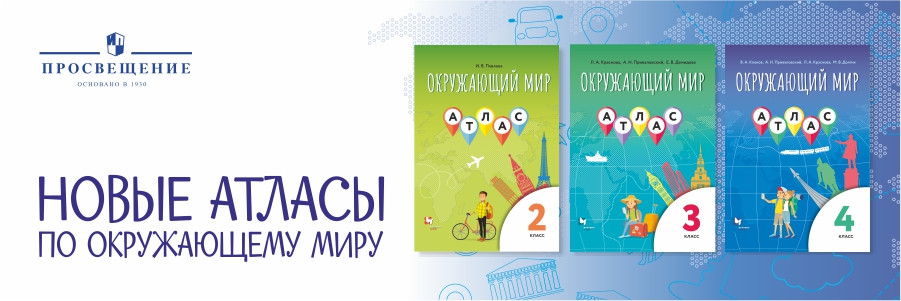 ПРОСВЕЩЕНИЕ
ОСНОВАНО В 1930
НОВЫЕ АТЛАСЫ
ПО ОКРУЖАЮЩЕМУ МИРУ
ОКРУЖАЮЩИЙ МИР
АТЛАС
2
КЛАСС
ОКРУЖАЮЩИЙ МИР
АТЛАС
3
КЛАСС
ОКРУЖАЮЩИЙ МИР
АТЛАС
4
КЛАСС